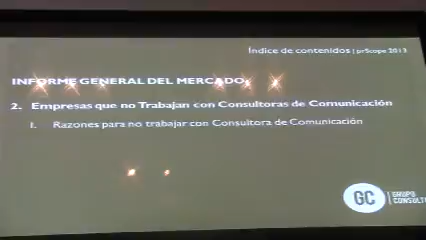 Índice de contenidos | prScope 2013
INFORME GENERAL DEL MERCADO
2. Empresas que no Trabajan con Consultoras de Comunicación
I. Razones para no trabajar con Consultora de Comunicación
GC
GRUPO